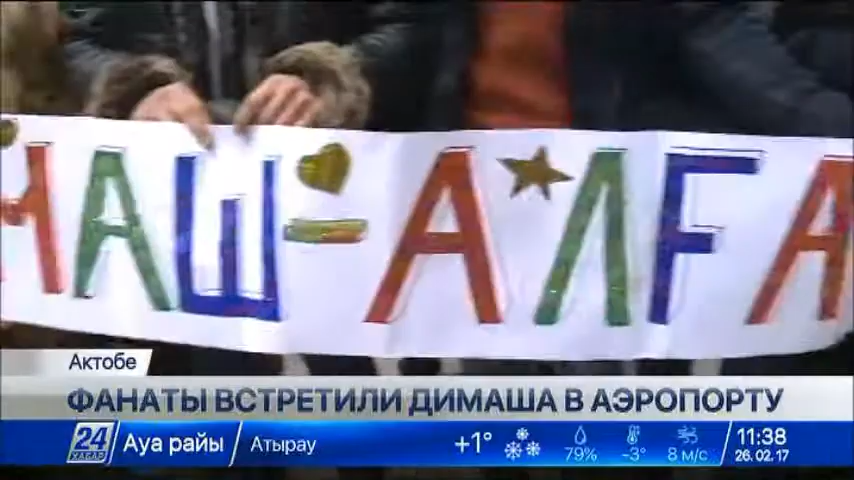 НАШ-АЛҒА
Актобе
ФАНАТЫ ВСТРЕТИЛИ ДИМАША В АЭРОПОРТУ
24 ХАБАР Ауа райы Атырау +1° 79% -3° 8 м/с 11:38
26.02.17